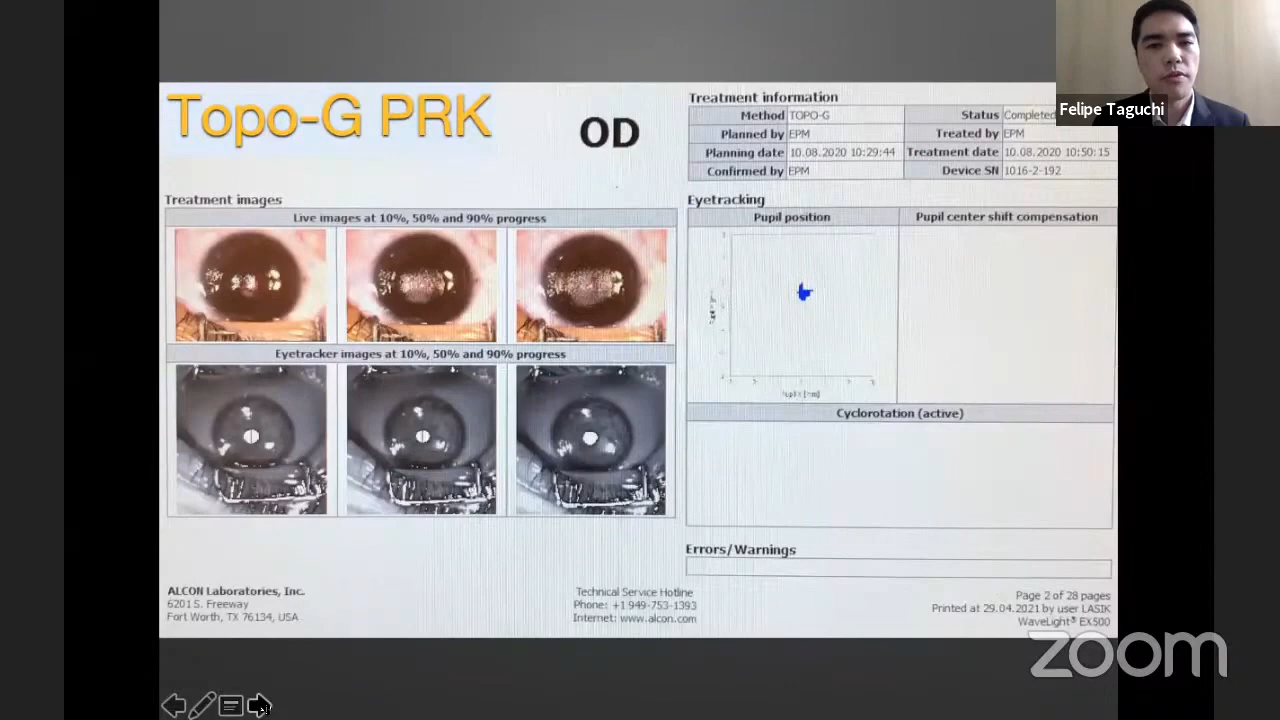 Topo-G PRK
OD
Treatment information
Method TOPO-G Status Completed
Planned by EPM Treated by EPM
Planning date 10.08.2020 10:29:44 Treatment date 10.08.2020 10:50:15
Confirmed by EPM Device SN 1016-2-192
Felipe Taguchi
Treatment images
Live images at 10%, 50% and 90% progress
Eyetracker images at 10%, 50% and 90% progress
Eyetracking
Pupil position Pupil center shift compensation
Cyclorotation (active)
Errors/Warnings
ALCON Laboratories, Inc.
6201 S. Freeway
Fort Worth, TX 76134, USA
Technical Service Hotline
Phone: +1 949-753-1393
Internet: www.alcon.com
Page 2 of 28 pages
Printed at 29.04.2021 by user LASIK
WaveLight® EX500
zoom